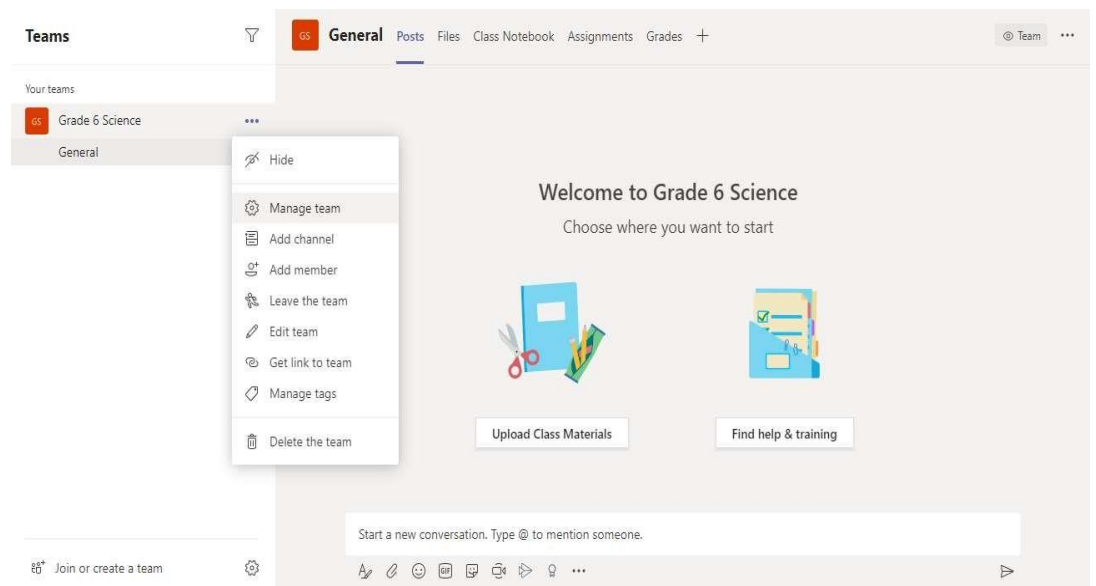 Teams
Your teams
GS Grade 6 Science
General
Hide
Manage team
Add channel
Add member
Leave the team
Edit team
Get link to team
Manage tags
Delete the team
Join or create a team
GS General Posts Files Class Notebook Assignments Grades
Team
Welcome to Grade 6 Science
Choose where you want to start
Upload Class Materials
Find help & training
Start a new conversation. Type @ to mention someone.
GIF